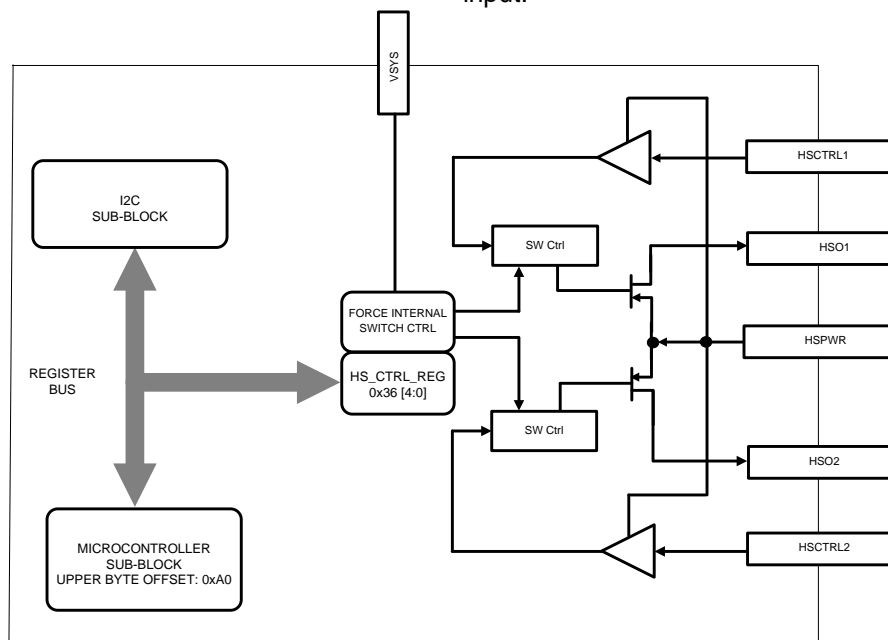 input.
VSYS
HSCTRL1
I2C
SUB-BLOCK
SW Ctrl
HSO1
FORCE INTERNAL
SWITCH CTRL
HSPWR
REGISTER
BUS
HS_CTRL_REG
0x36 [4:0]
SW Ctrl
HSO2
MICROCONTROLLER
SUB-BLOCK
UPPER BYTE OFFSET: 0xA0
HSCTRL2